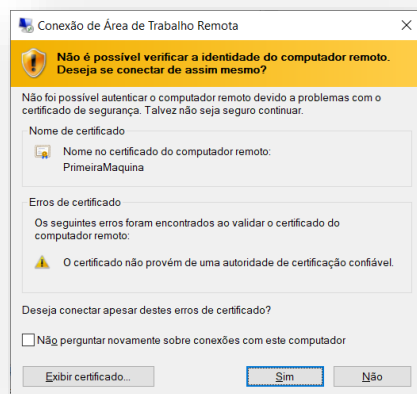 Conexão de Área de Trabalho Remota
Não é possível verificar a identidade do computador remoto.
Deseja se conectar de assim mesmo?
Não foi possível autenticar o computador remoto devido a problemas com o
certificado de segurança. Talvez não seja seguro continuar.
Nome de certificado
Nome no certificado do computador remoto:
PrimeiraMaquina
Erros de certificado
Os seguintes erros foram encontrados ao validar o certificado do
computador remoto:
O certificado não provém de uma autoridade de certificação confiável.
Deseja conectar apesar destes erros de certificado?
Não perguntar novamente sobre conexões com este computador
Exibir certificado... Sim Não